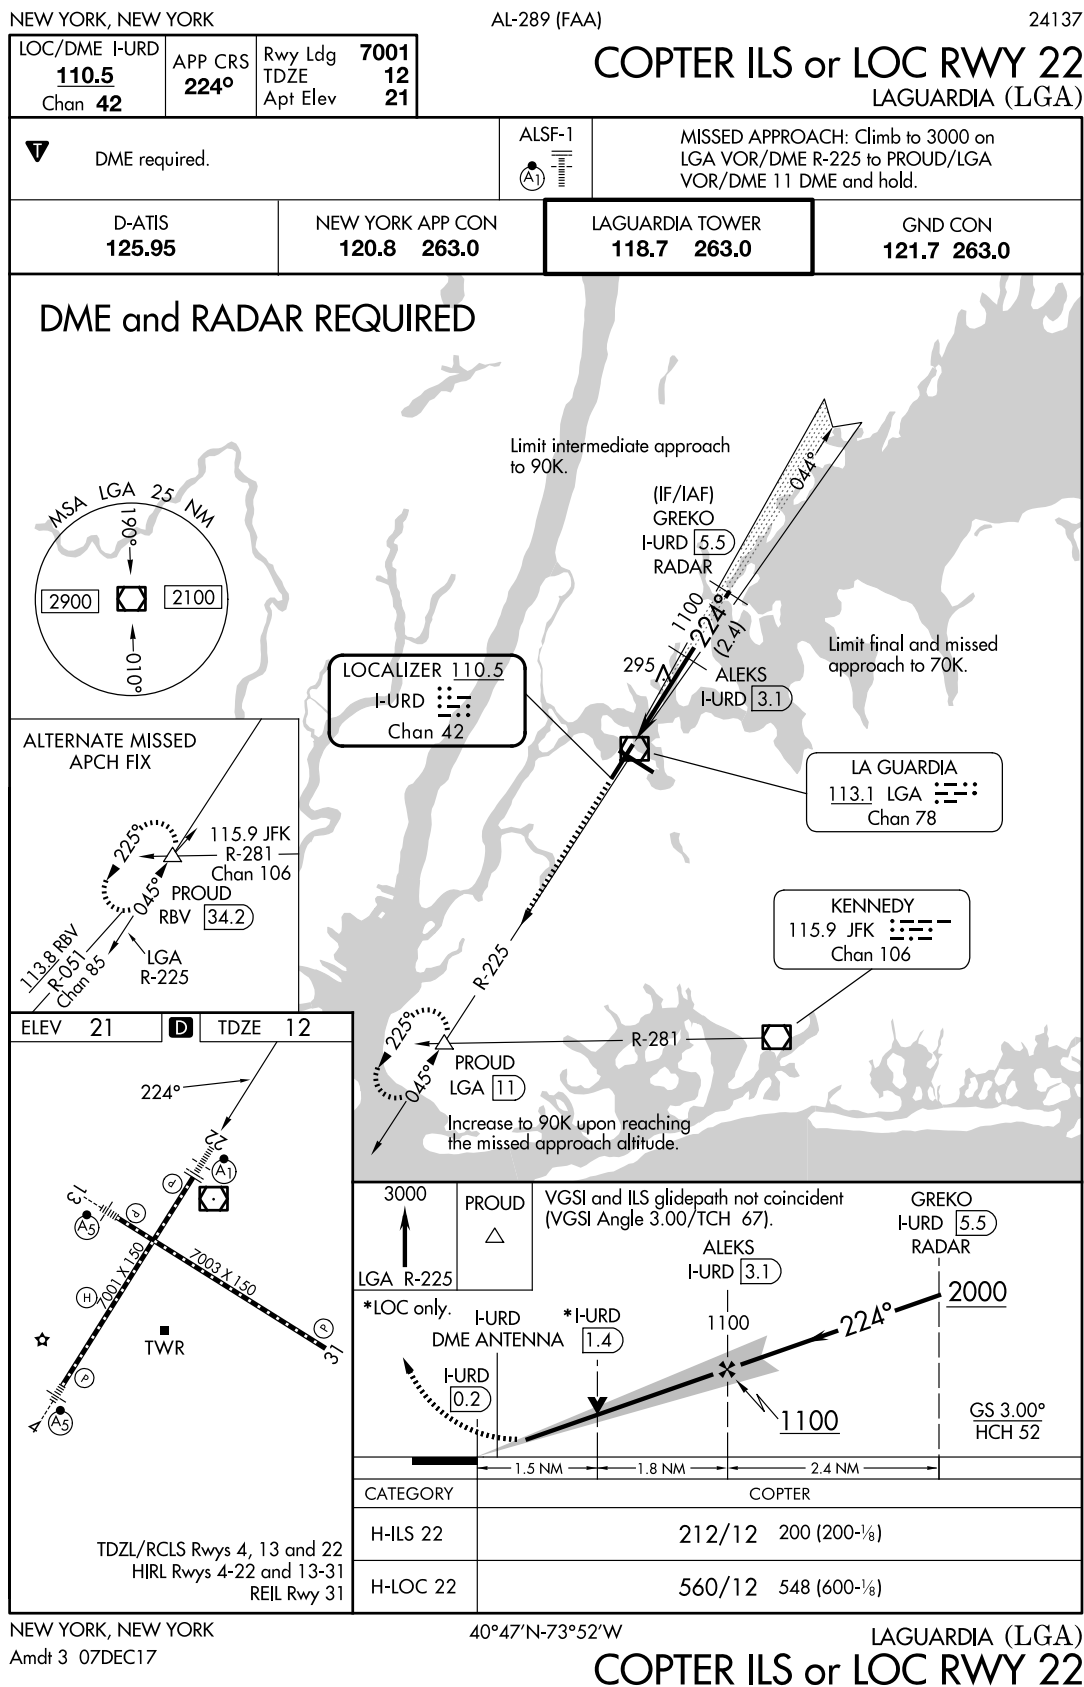 NEW YORK, NEW YORK
AL-289 (FAA)
24137
LOC/DME I-URD
110.5
Chan 42
APP CRS
224°
Rwy Ldg 7001
TDZE 12
Apt Elev 21
COPTER ILS or LOC RWY 22
LAGUARDIA (LGA)
T
DME required.
ALSF-1
A1
MISSED APPROACH: Climb to 3000 on
LGA VOR/DME R-225 to PROUD/LGA
VOR/DME 11 DME and hold.
D-ATIS
125.95
NEW YORK APP CON
120.8 263.0
LAGUARDIA TOWER
118.7 263.0
GND CON
121.7 263.0
DME and RADAR REQUIRED
Limit intermediate approach
to 90K.
044°
(IF/IAF)
GREKO
I-URD 5.5
RADAR
MSA LGA 25 NM
190°
2900
2100
010°
1100
224°
(2.4)
295
ALEKS
I-URD 3.1
Limit final and missed
approach to 70K.
LOCALIZER 110.5
I-URD
Chan 42
LA GUARDIA
113.1 LGA
Chan 78
ALTERNATE MISSED
APCH FIX
225°
045°
115.9 JFK
R-281
Chan 106
PROUD
RBV 34.2
113.8 RBV
R-051
Chan 85
LGA
R-225
KENNEDY
115.9 JFK
Chan 106
R-225
R-281
225°
045°
PROUD
LGA 11
Increase to 90K upon reaching
the missed approach altitude.
ELEV 21
D
TDZE 12
224°
22
A1
P
13
P
A5
7001 X 150
7003 X 150
H
TWR
P
31
P
4
A5
TDZL/RCLS Rwys 4, 13 and 22
HIRL Rwys 4-22 and 13-31
REIL Rwy 31
3000
LGA R-225
PROUD
VGSI and ILS glidepath not coincident
(VGSI Angle 3.00/TCH 67).
GREKO
I-URD 5.5
RADAR
ALEKS
I-URD 3.1
*LOC only.
I-URD
DME ANTENNA
*I-URD
1.4
1100
224°
2000
I-URD
0.2
1100
GS 3.00°
HCH 52
1.5 NM
1.8 NM
2.4 NM
CATEGORY
COPTER
H-ILS 22
212/12 200 (200-⅛)
H-LOC 22
560/12 548 (600-⅛)
NEW YORK, NEW YORK
Amdt 3 07DEC17
40°47'N-73°52'W
LAGUARDIA (LGA)
COPTER ILS or LOC RWY 22